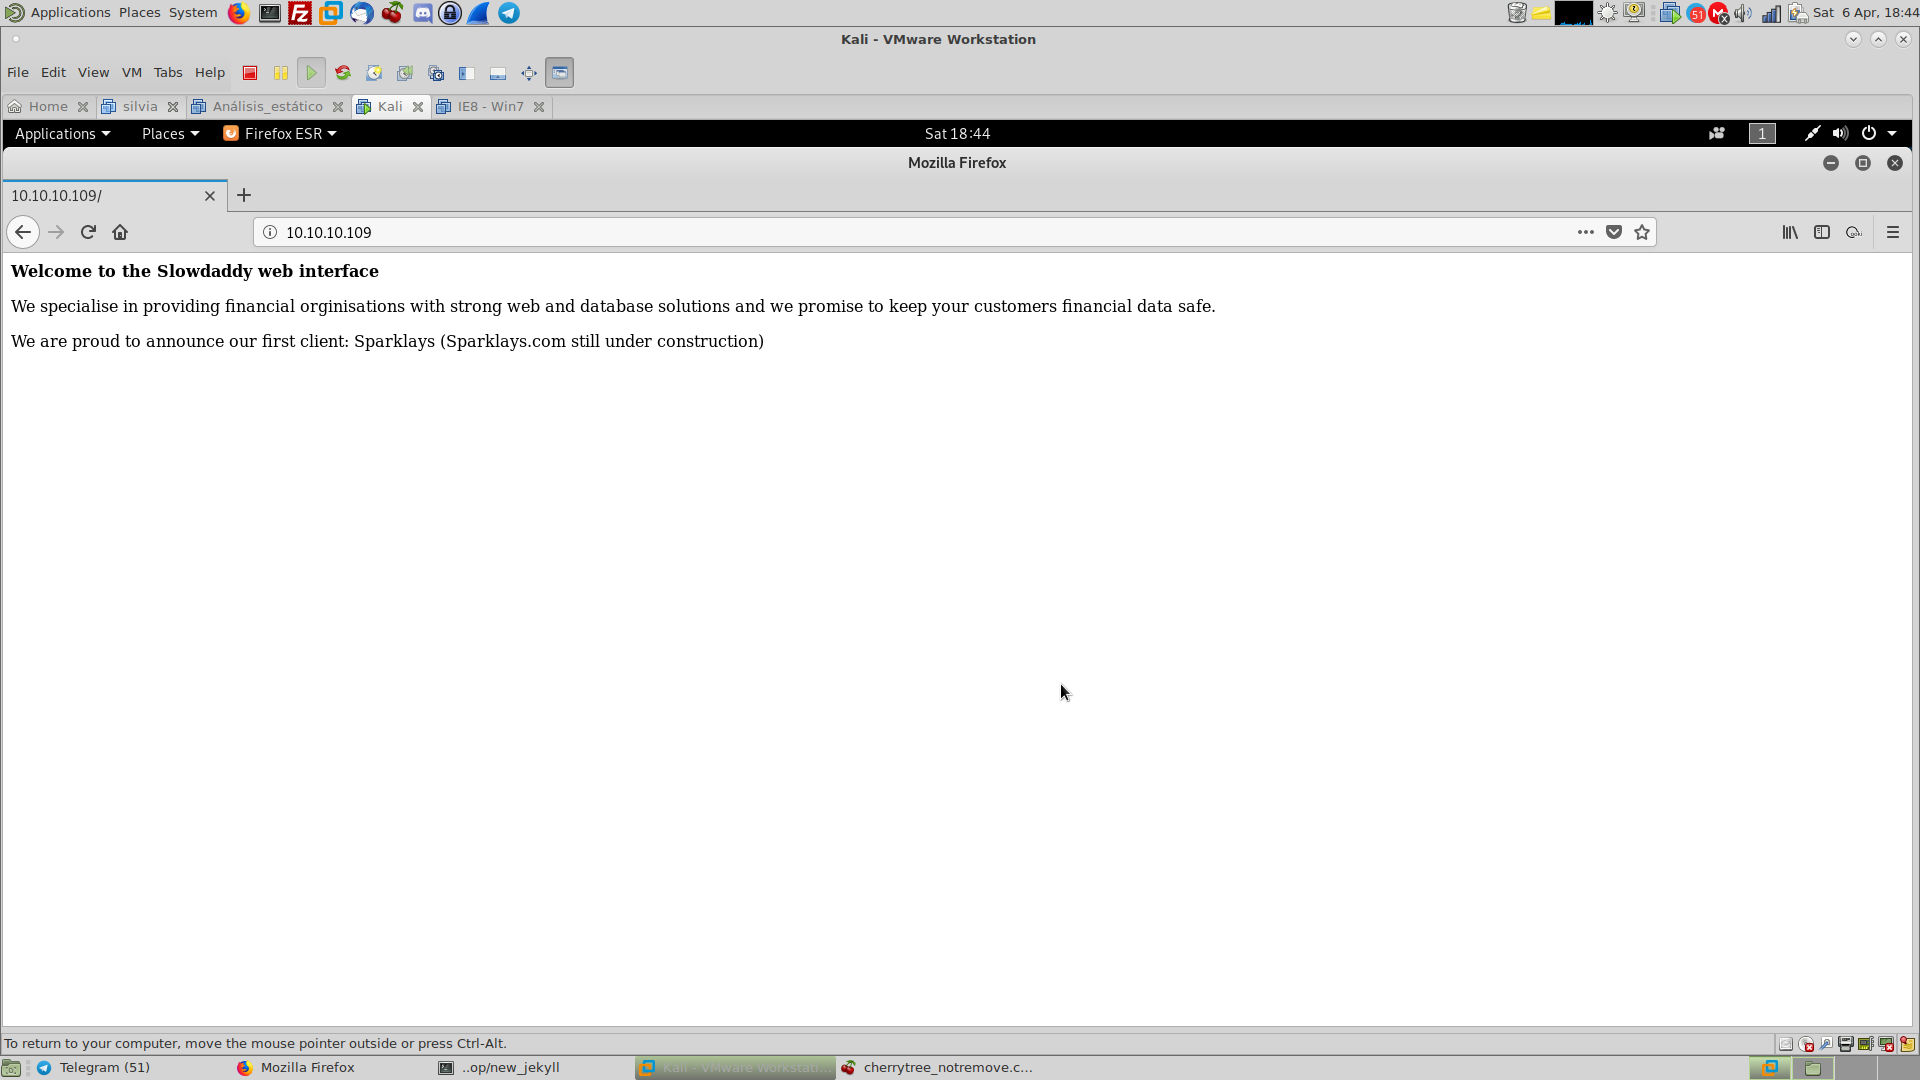 Applications Places System
51
Sat 6 Apr, 18:44
Kali - VMware Workstation
File Edit View VM Tabs Help
Home silvia Análisis_estático Kali IE8 - Win7
Applications Places Firefox ESR Sat 18:44 1
Mozilla Firefox
10.10.10.109/
10.10.10.109
Welcome to the Slowdaddy web interface
We specialise in providing financial orginisations with strong web and database solutions and we promise to keep your customers financial data safe.
We are proud to announce our first client: Sparklays (Sparklays.com still under construction)
To return to your computer, move the mouse pointer outside or press Ctrl-Alt.
Telegram (51) Mozilla Firefox ..op/new_jekyll Kali - VMware Workstati... cherrytree_notremove.c...